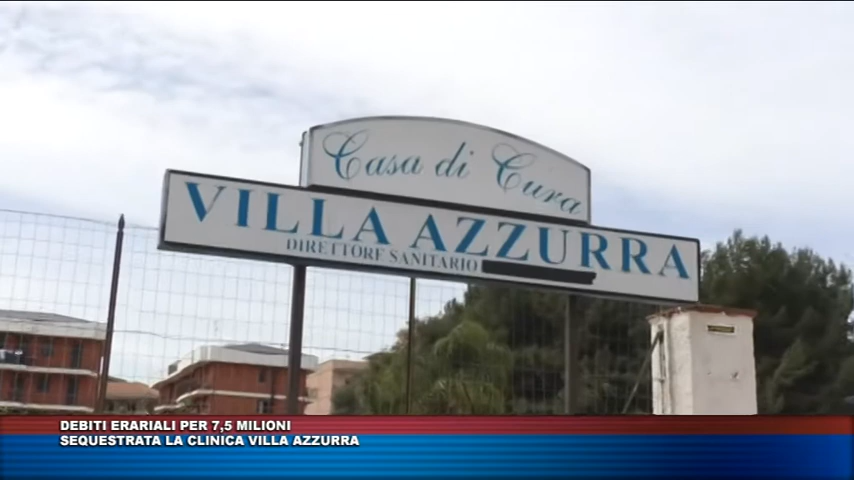 Casa di Cura
VILLA AZZURRA
DIRETTORE SANITARIO
DEBITI ERARIALI PER 7,5 MILIONI
SEQUESTRATA LA CLINICA VILLA AZZURRA